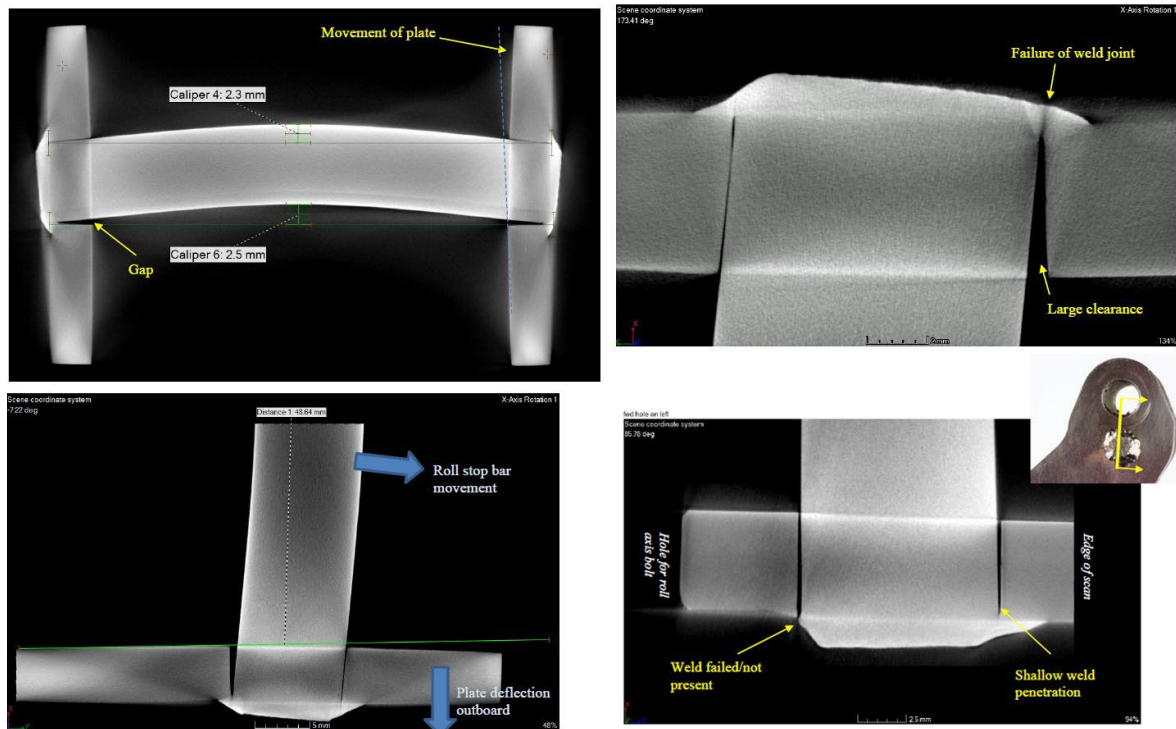 Movement of plate
Caliper 4: 2.3 mm
Caliper 6: 2.5 mm
Gap
Scene coordinate system
173.41 deg
X-Axis Rotation 1
Failure of weld joint
Large clearance
2mm
134%
Scene coordinate system
-7.22 deg
X-Axis Rotation 1
Distance 1: 48.64 mm
Roll stop bar
movement
Plate deflection
outboard
5 mm
48%
fwd hole on left
Scene coordinate system
85.78 deg
Hole for roll
axis bolt
Edge of scan
Weld failed/not
present
Shallow weld
penetration
2.5 mm
94%